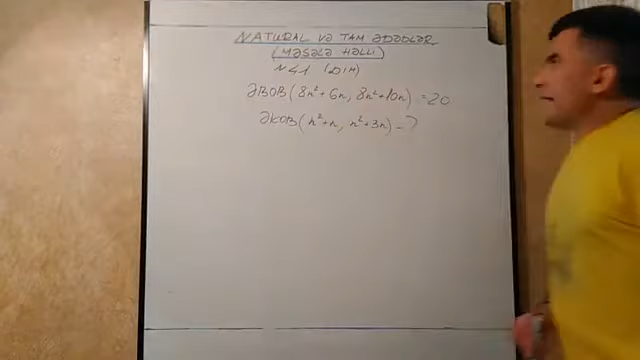 NATURAL VƏ TAM ƏDƏDLƏR
(MƏSƏLƏ HƏLLİ)
№41 (DİM)
ƏBOB(8n²+6n, 8n²+10n) = 20
ƏKOB(n²+n, n²+3n) - ?